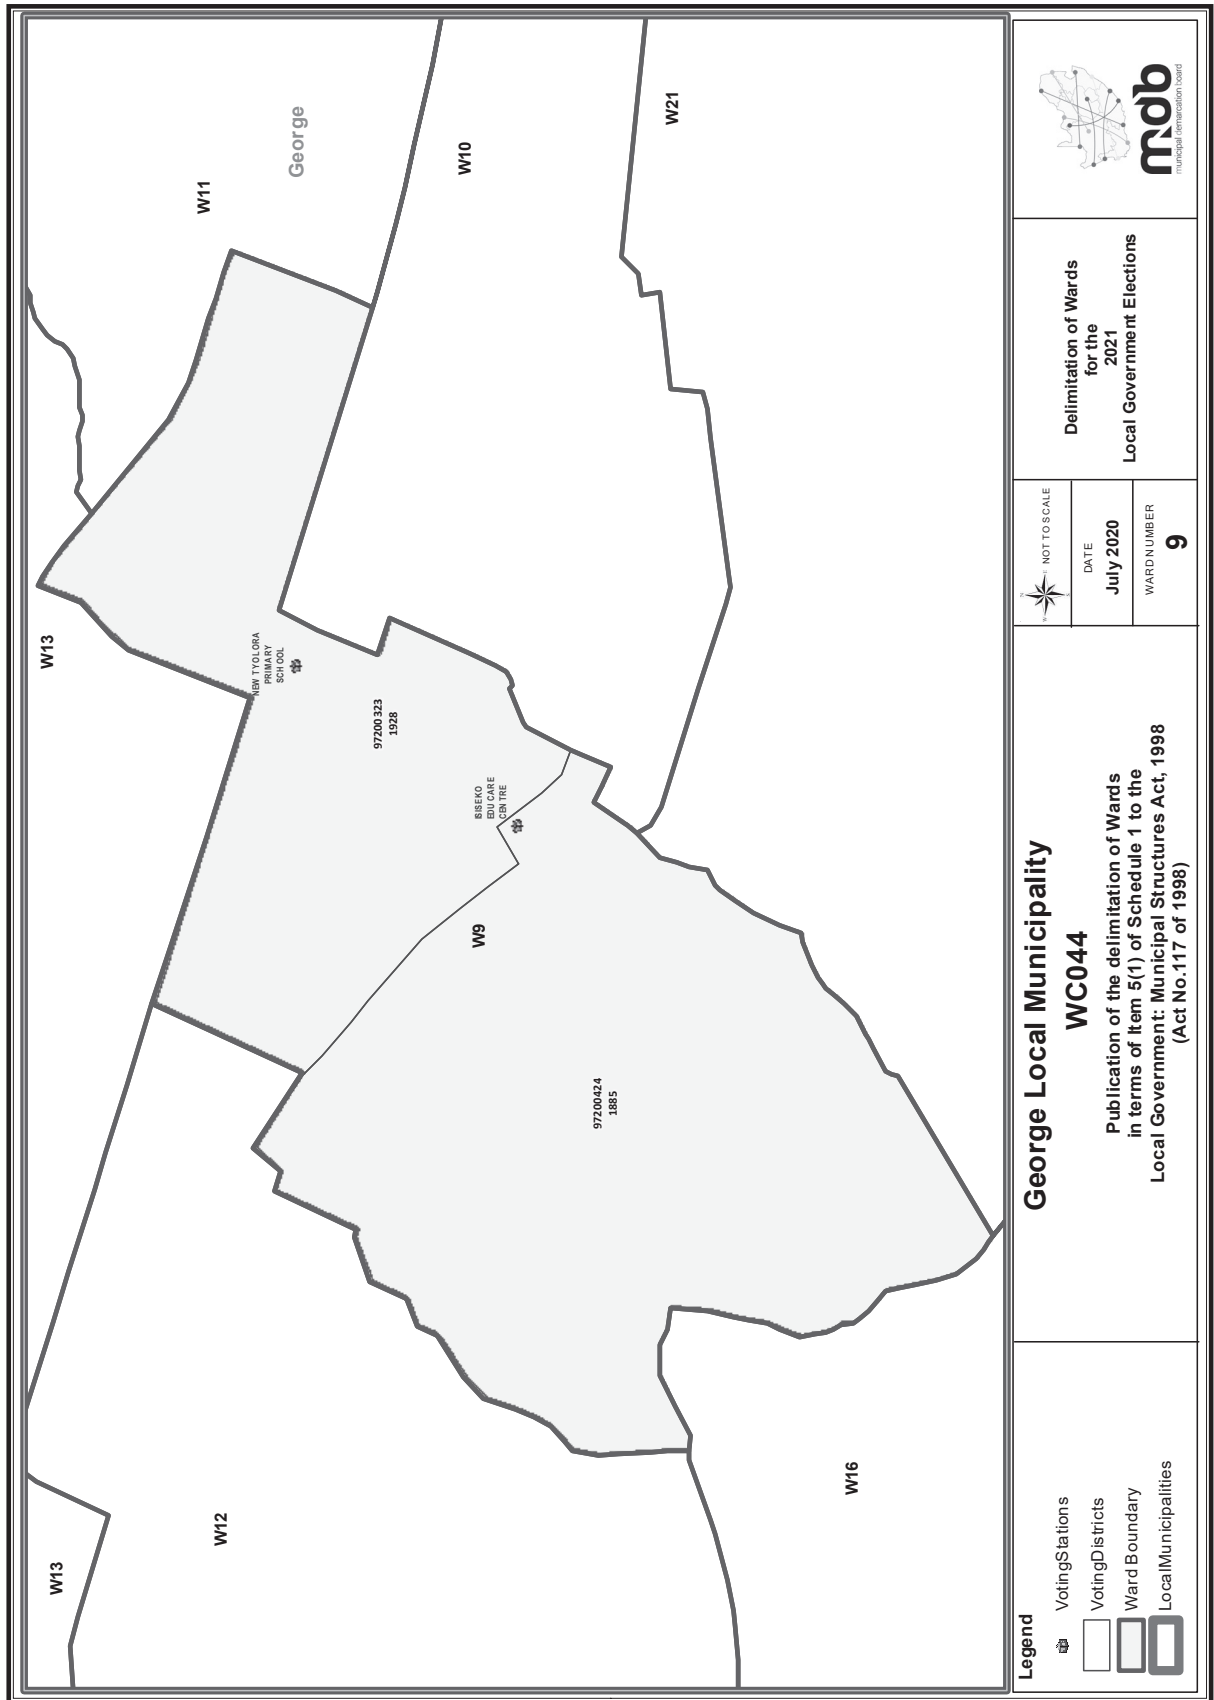 W13
W11
George
W10
W21
NEW TYOLORA
PRIMARY
SCHOOL
97200323
1928
ISISEKO
EDUCARE
CENTRE
W9
97200424
1885
W13
W12
W16
Legend
VotingStations
VotingDistricts
Ward Boundary
LocalMunicipalities
George Local Municipality
WC044
Publication of the delimitation of Wards
in terms of Item 5(1) of Schedule 1 to the
Local Government: Municipal Structures Act, 1998
(Act No.117 of 1998)
N
W
E
S
NOT TO SCALE
DATE
July 2020
WARDNUMBER
9
Delimitation of Wards
for the
2021
Local Government Elections
mdb
municipal demarcation board